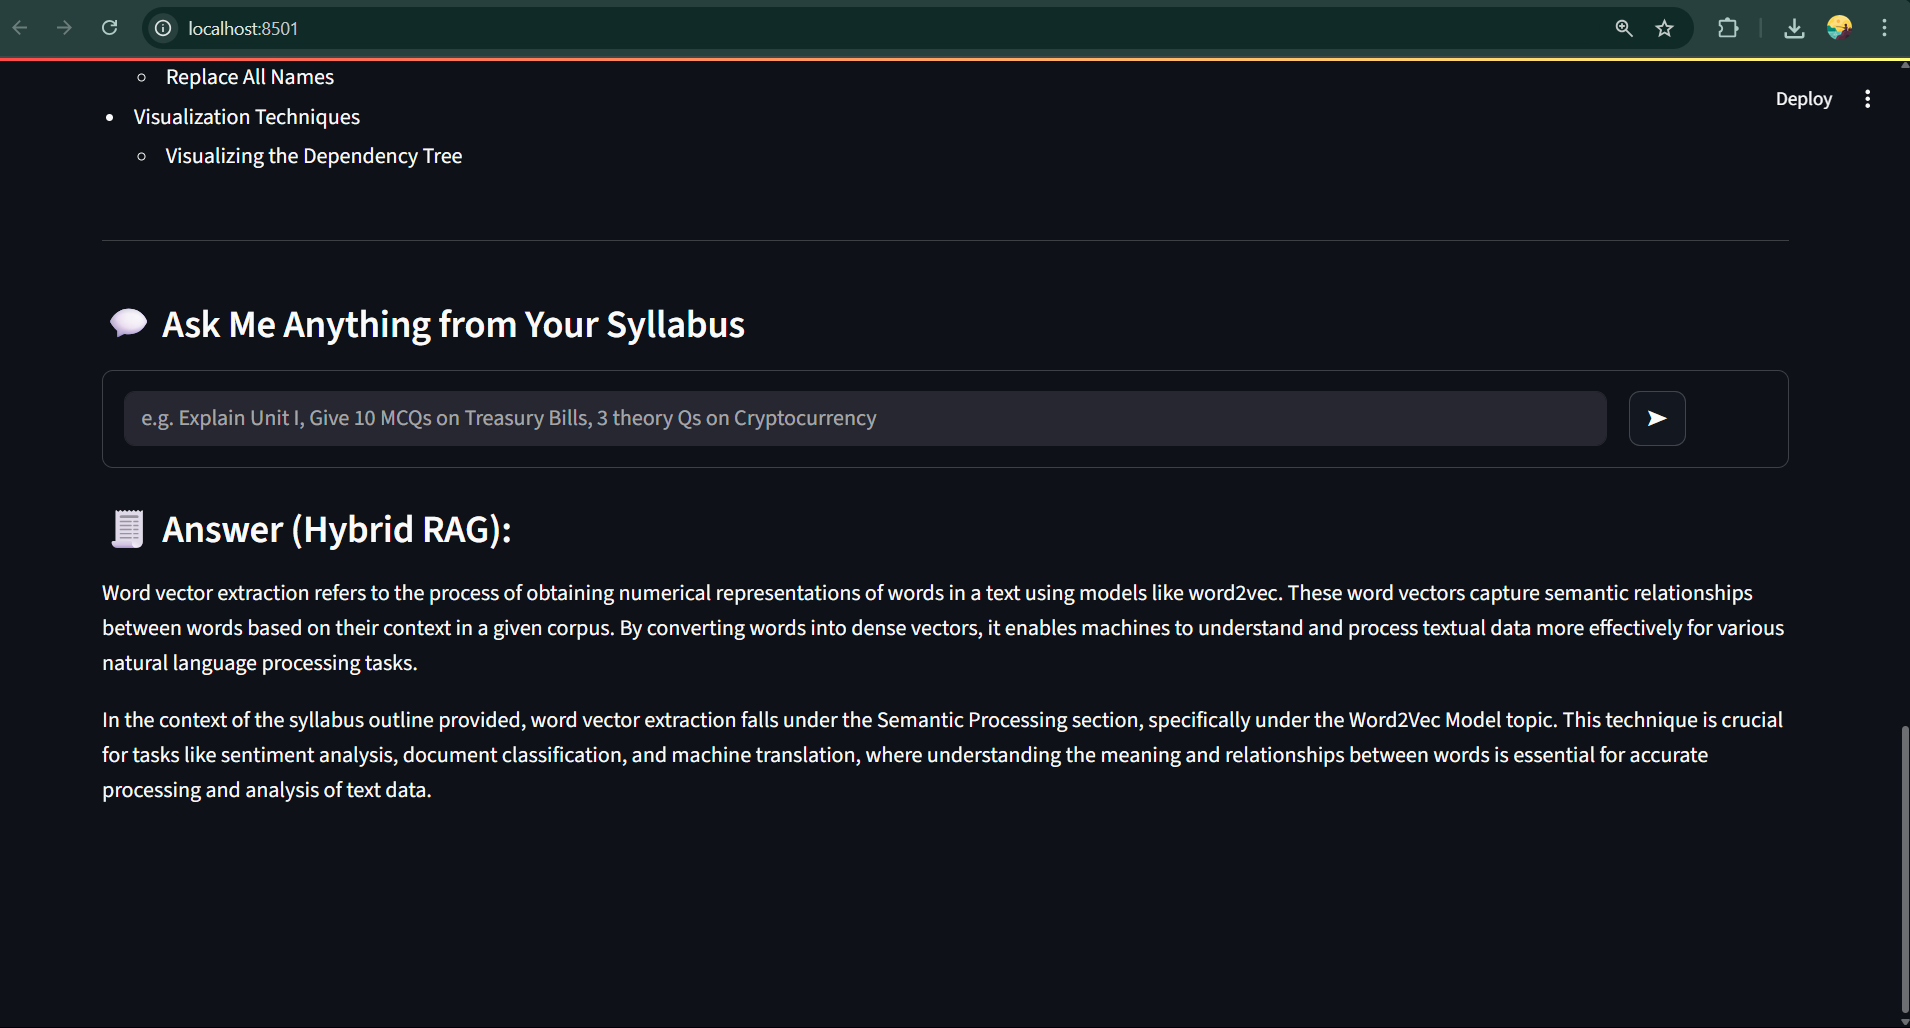 localhost:8501
Replace All Names
Deploy
Visualization Techniques
Visualizing the Dependency Tree
Ask Me Anything from Your Syllabus
e.g. Explain Unit I, Give 10 MCQs on Treasury Bills, 3 theory Qs on Cryptocurrency
Answer (Hybrid RAG):
Word vector extraction refers to the process of obtaining numerical representations of words in a text using models like word2vec. These word vectors capture semantic relationships
between words based on their context in a given corpus. By converting words into dense vectors, it enables machines to understand and process textual data more effectively for various
natural language processing tasks.
In the context of the syllabus outline provided, word vector extraction falls under the Semantic Processing section, specifically under the Word2Vec Model topic. This technique is crucial
for tasks like sentiment analysis, document classification, and machine translation, where understanding the meaning and relationships between words is essential for accurate
processing and analysis of text data.